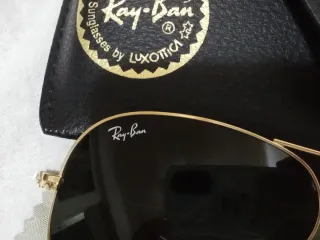 Ray-Ban
®
Sunglasses by LUXOTTICA
Ray-Ban